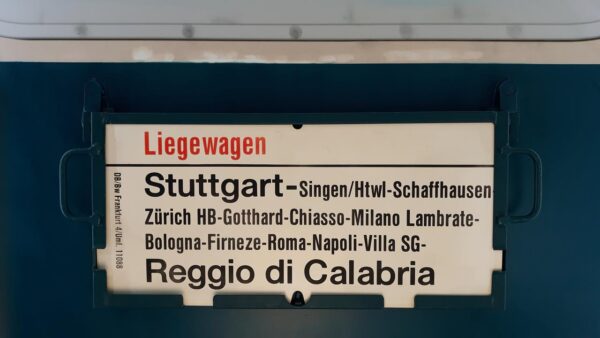 Liegewagen
Stuttgart-Singen/Htwl-Schaffhausen
Zürich HB-Gotthard-Chiasso-Milano Lambrate-
Bologna-Firneze-Roma-Napoli-Villa SG-
Reggio di Calabria
DB/Bw Frankfurt 4/Uml. 11088